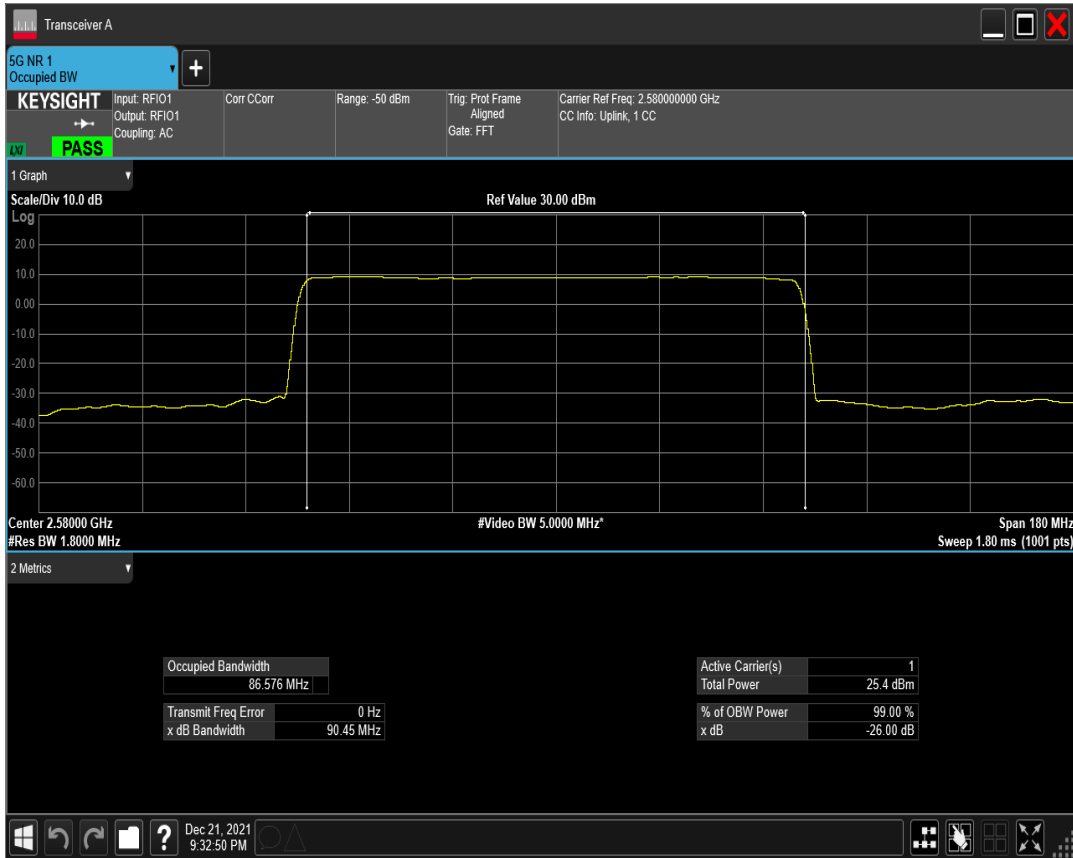 Transceiver A
5G NR 1
Occupied BW
+
KEYSIGHT
LXI
PASS
Input: RFIO1
Output: RFIO1
Coupling: AC
Corr CCorr
Range: -50 dBm
Trig: Prot Frame
Aligned
Gate: FFT
Carrier Ref Freq: 2.580000000 GHz
CC Info: Uplink, 1 CC
1 Graph
Scale/Div 10.0 dB
Ref Value 30.00 dBm
Log
20.0
10.0
0.00
-10.0
-20.0
-30.0
-40.0
-50.0
-60.0
Center 2.58000 GHz
#Video BW 5.0000 MHz*
Span 180 MHz
#Res BW 1.8000 MHz
Sweep 1.80 ms (1001 pts)
2 Metrics
Occupied Bandwidth
86.576 MHz
Transmit Freq Error 0 Hz
x dB Bandwidth 90.45 MHz
Active Carrier(s) 1
Total Power 25.4 dBm
% of OBW Power 99.00 %
x dB -26.00 dB
?
Dec 21, 2021
9:32:50 PM